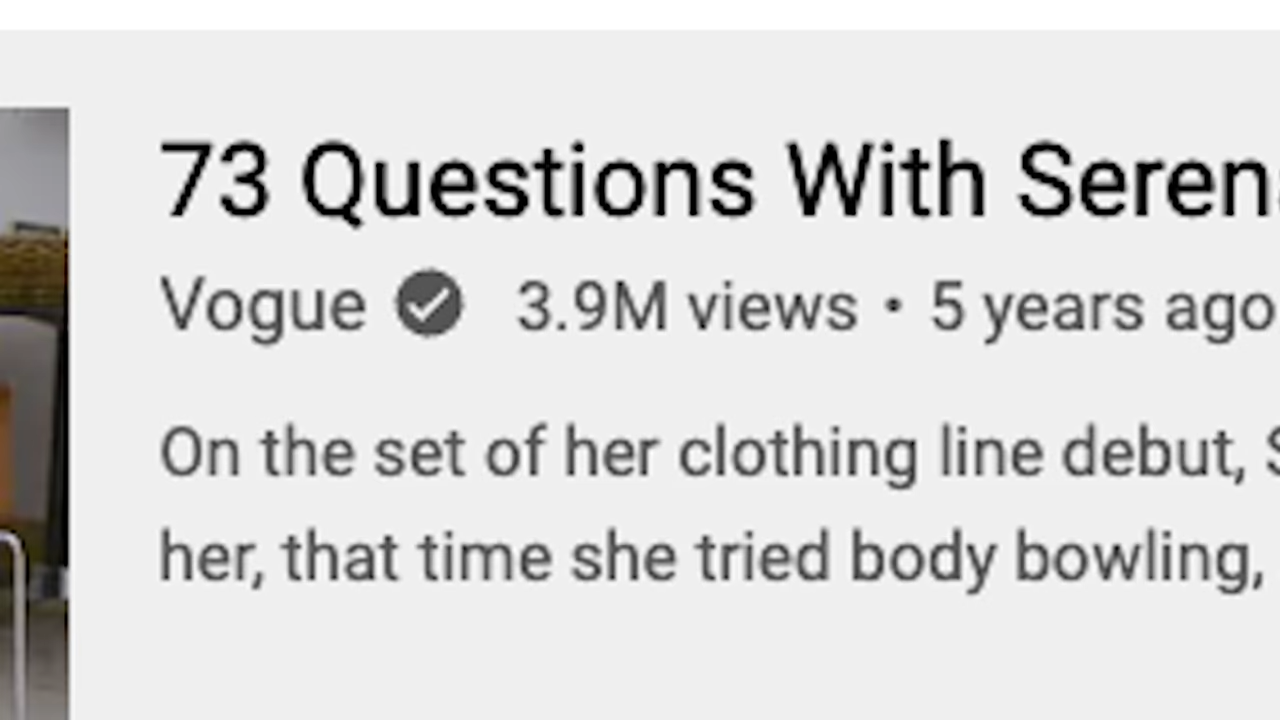 73 Questions With Seren
Vogue 3.9M views • 5 years ago
On the set of her clothing line debut,
her, that time she tried body bowling,